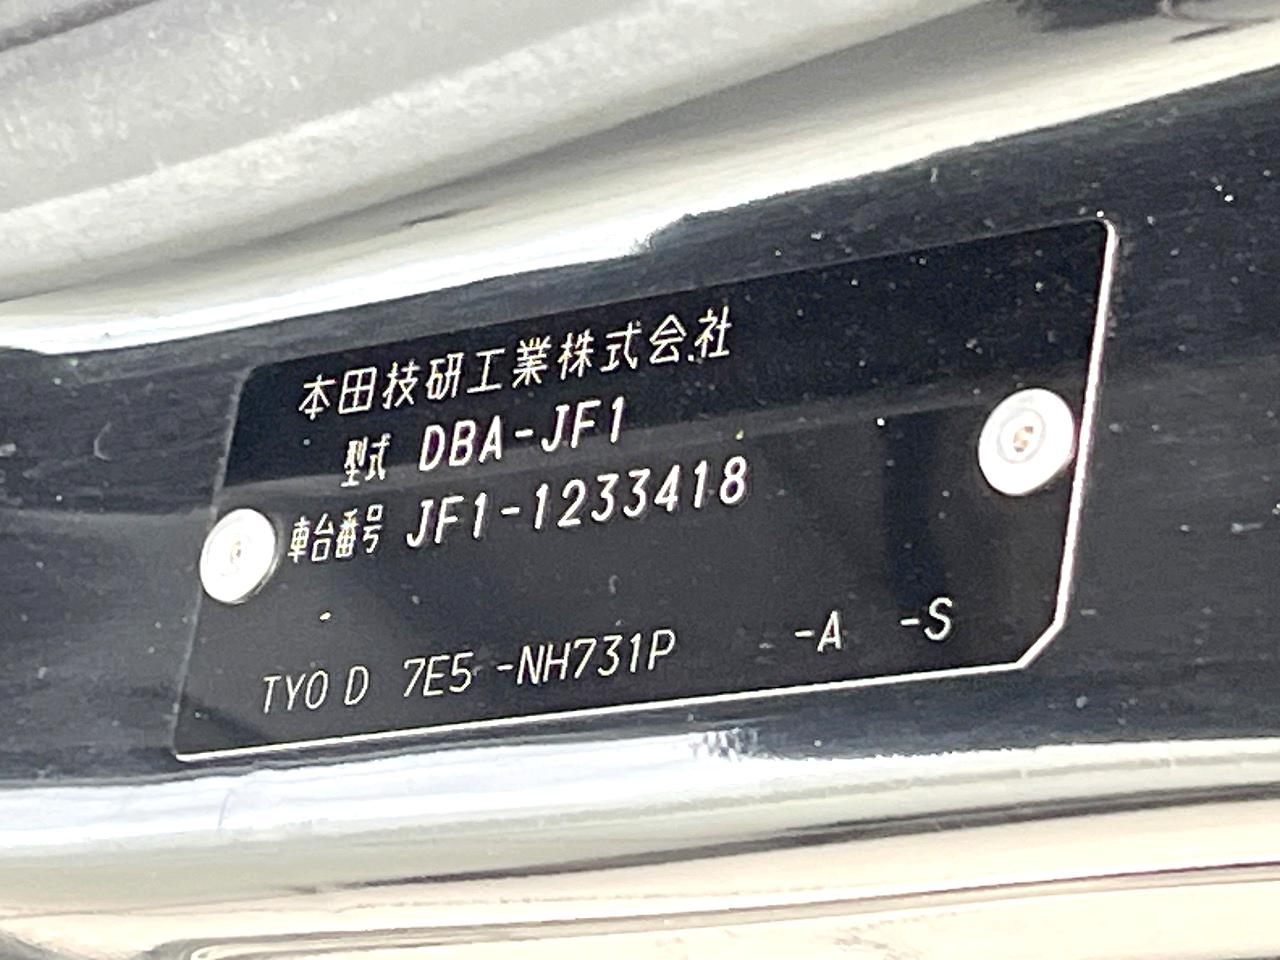 本田技研工業株式会社
型式 DBA-JF1
車台番号 JF1-1233418
TYO D 7E5 -NH731P -A -S